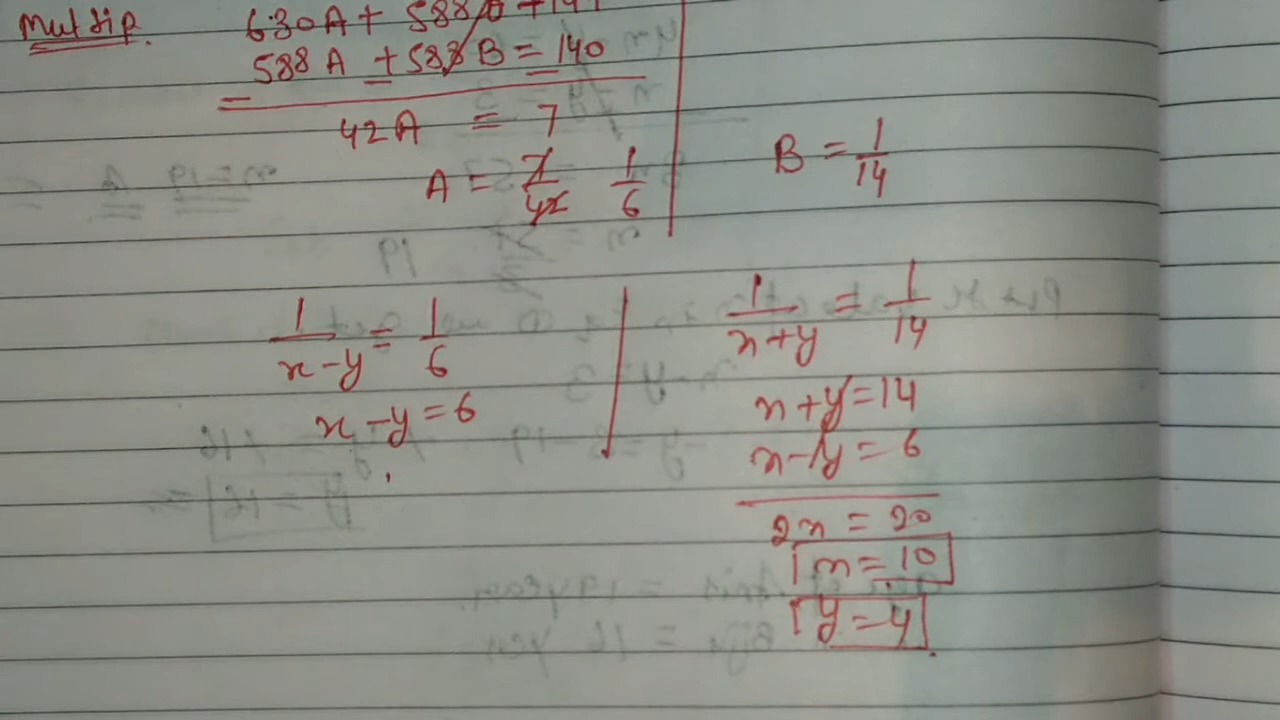 Multip.
630A + 588B + 147
588A + 588B = 140
42A = 7
A = 7/42 1/6
B = 1/14
1/(x-y) = 1/6
x-y = 6
1/(x+y) = 1/14
x+y = 14
x-y = 6
2x = 20
x = 10
y = 4